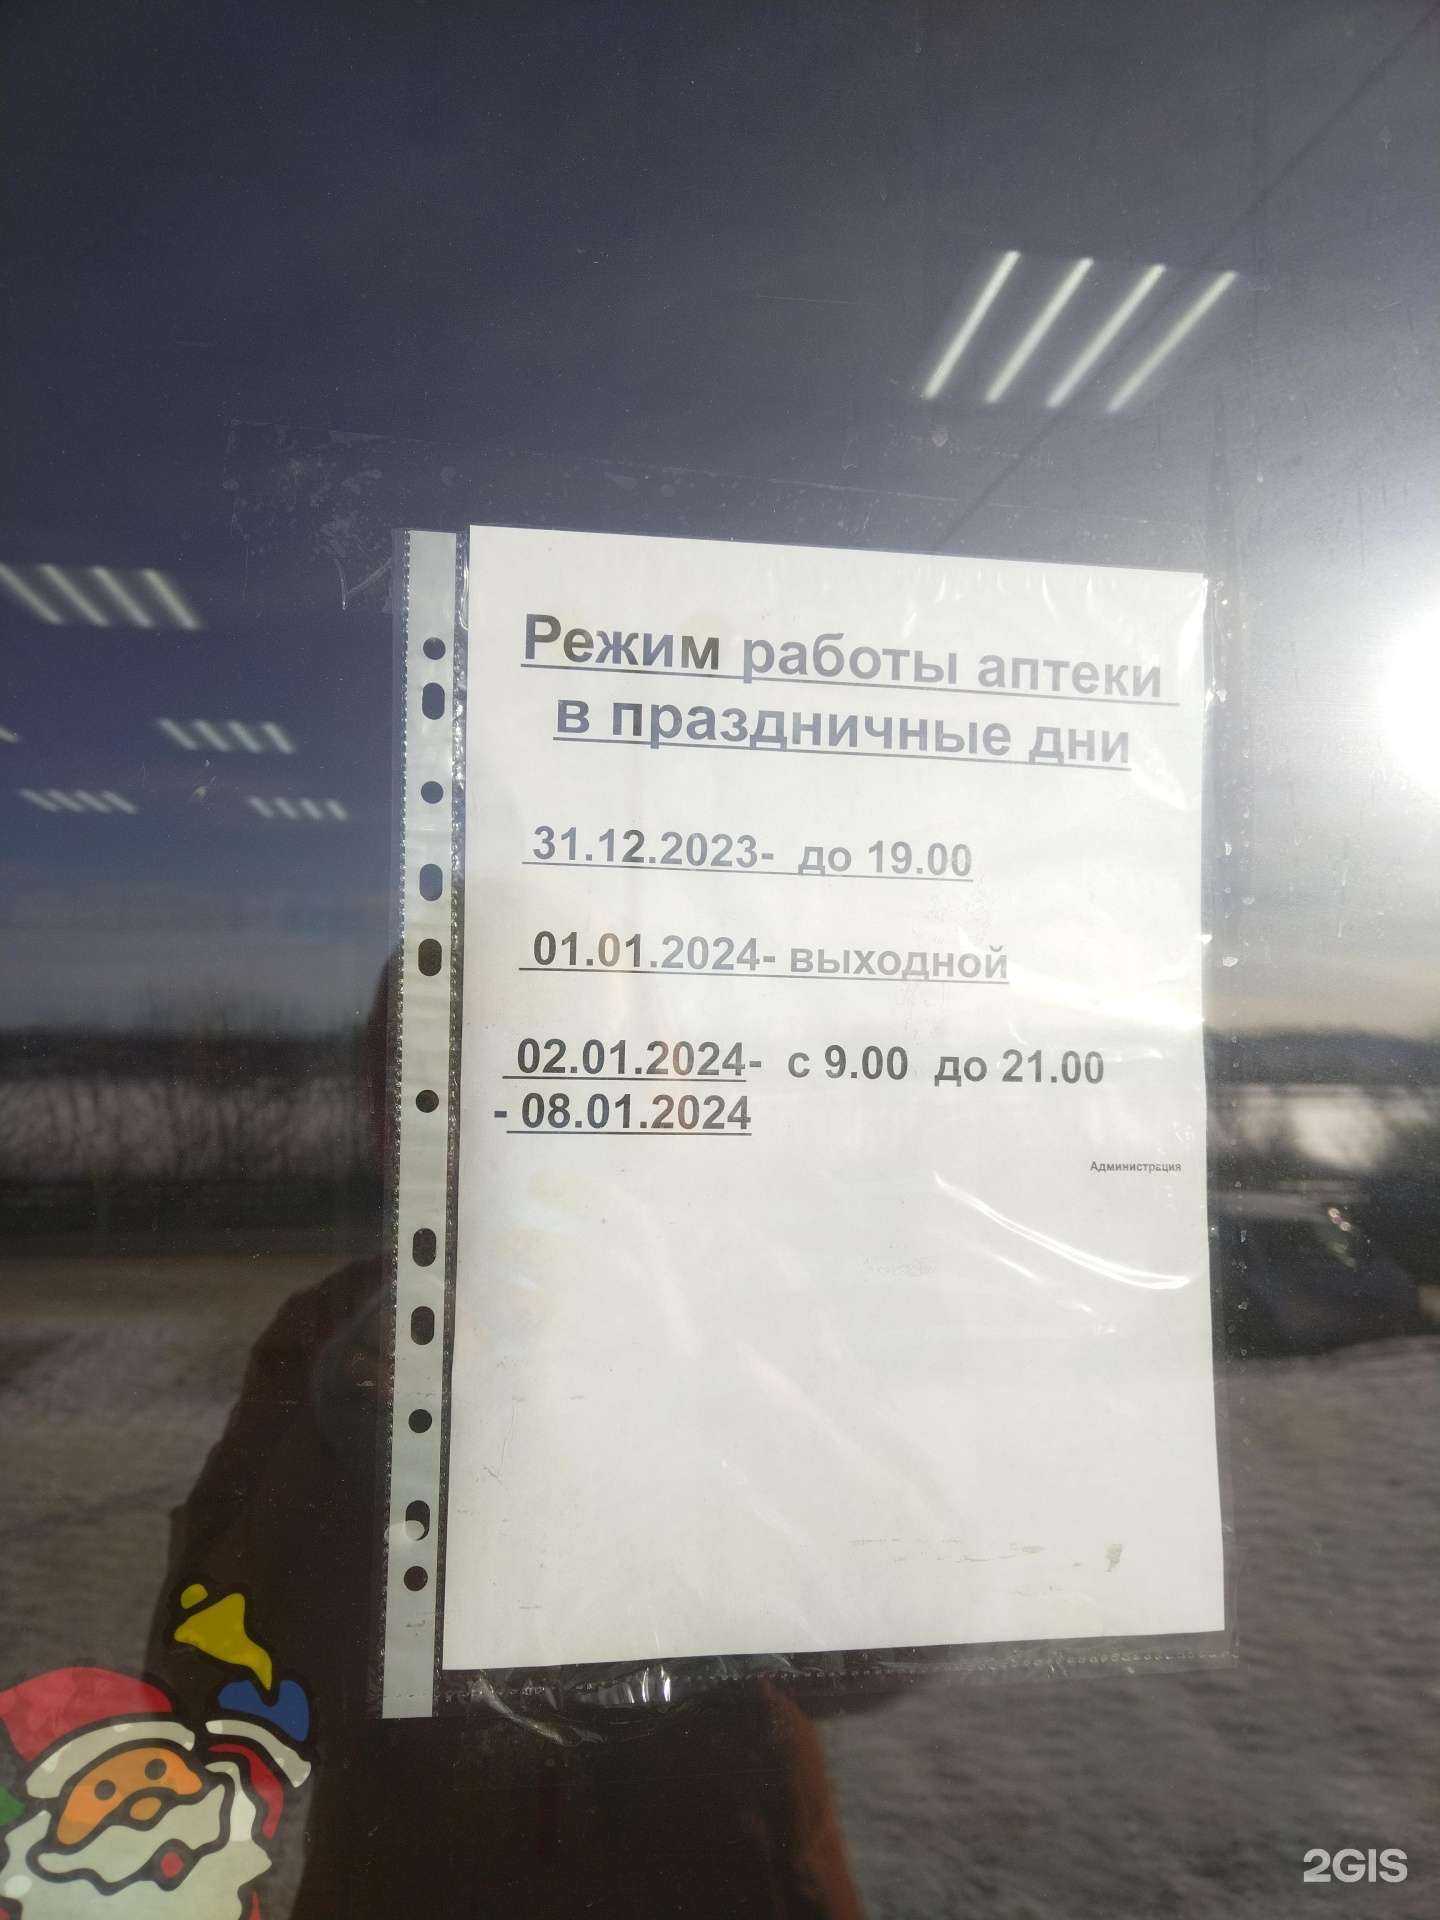 Режим работы аптеки
в праздничные дни
31.12.2023- до 19.00
01.01.2024- выходной
02.01.2024- с 9.00 до 21.00
- 08.01.2024
Администрация
2GIS